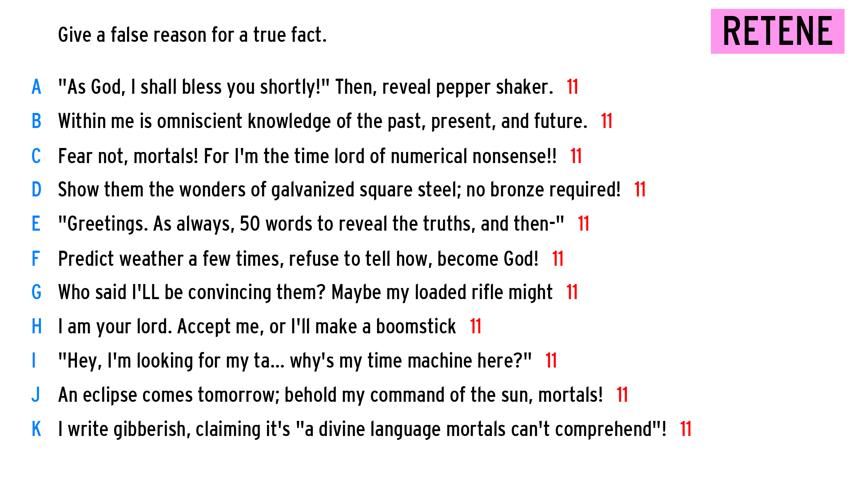 Give a false reason for a true fact.
RETENE
A "As God, I shall bless you shortly!" Then, reveal pepper shaker. 11
B Within me is omniscient knowledge of the past, present, and future. 11
C Fear not, mortals! For I'm the time lord of numerical nonsense!! 11
D Show them the wonders of galvanized square steel; no bronze required! 11
E "Greetings. As always, 50 words to reveal the truths, and then-" 11
F Predict weather a few times, refuse to tell how, become God! 11
G Who said I'LL be convincing them? Maybe my loaded rifle might 11
H I am your lord. Accept me, or I'll make a boomstick 11
I "Hey, I'm looking for my ta... why's my time machine here?" 11
J An eclipse comes tomorrow; behold my command of the sun, mortals! 11
K I write gibberish, claiming it's "a divine language mortals can't comprehend"! 11